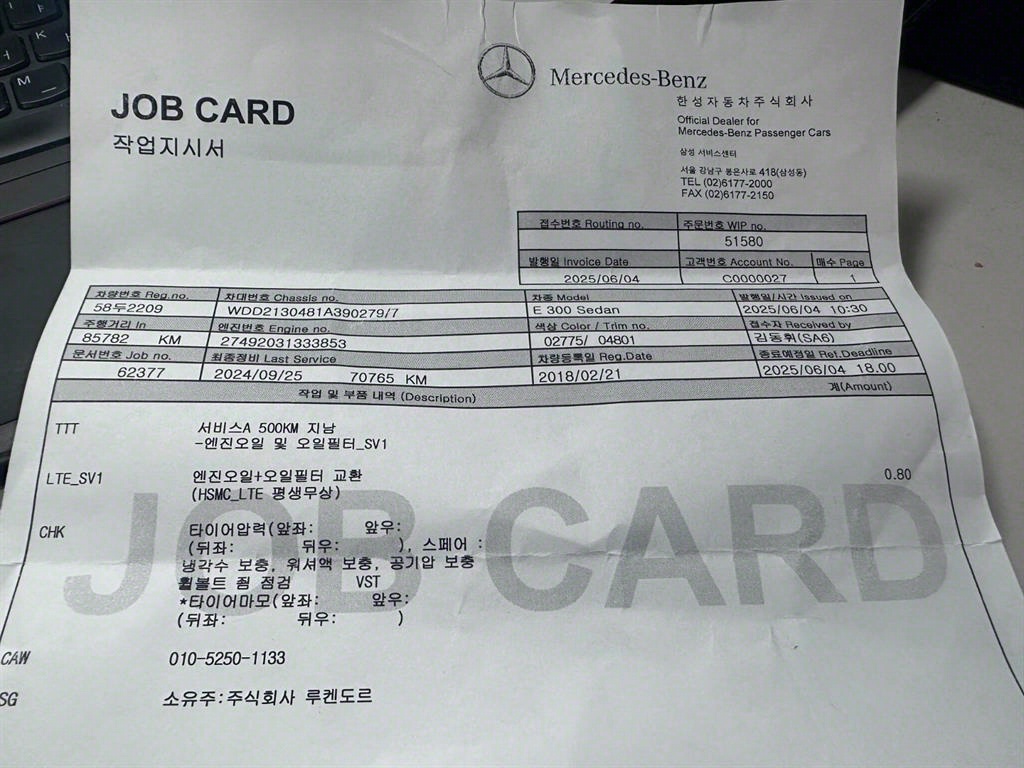 Mercedes-Benz
JOB CARD
작업지시서
한성자동차주식회사
Official Dealer for
Mercedes-Benz Passenger Cars
삼성 서비스센터
서울 강남구 봉은사로 418(삼성동)
TEL (02)6177-2000
FAX (02)6177-2150
접수번호 Routing no. 주문번호 WIP no.
51580
발행일 Invoice Date 고객번호 Account No. 매수 Page
2025/06/04 C0000027 1
차량번호 Reg.no. 차대번호 Chassis no. 차종 Model 발행일/시간 Issued on
58두2209 WDD2130481A390279/7 E 300 Sedan 2025/06/04 10:30
주행거리 In 엔진번호 Engine no. 색상 Color / Trim no. 접수자 Received by
85782 KM 27492031333853 02775/ 04801 김동휘(SA6)
문서번호 Job no. 최종정비 Last Service 차량등록일 Reg.Date 종료예정일 Ref.Deadline
62377 2024/09/25 70765 KM 2018/02/21 2025/06/04 18.00
작업 및 부품 내역 (Description) 계(Amount)
TTT 서비스A 500KM 지남
-엔진오일 및 오일필터_SV1
LTE_SV1 엔진오일+오일필터 교환 0.80
(HSMC_LTE 평생무상)
JOB CARD
CHK 타이어압력(앞좌: 앞우:
(뒤좌: 뒤우: ), 스페어 :
냉각수 보충, 워셔액 보충, 공기압 보충
휠볼트 죔 점검 VST
*타이어마모(앞좌: 앞우:
(뒤좌: 뒤우: )
CAW 010-5250-1133
SG 소유주:주식회사 루켄도르
K
M